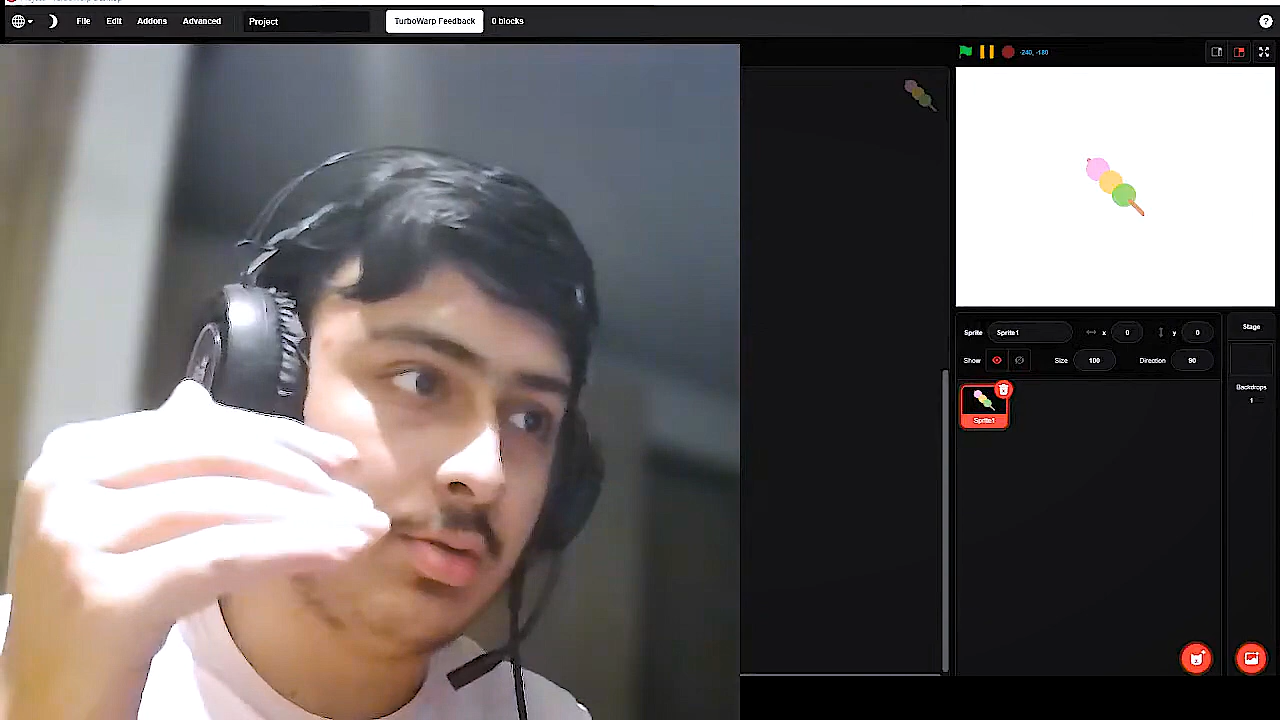 File Edit Addons Advanced Project TurboWarp Feedback 0 blocks ?
-240, -180
Sprite Sprite1 x 0 y 0
Show Size 100 Direction 90
Stage
Backdrops
1
Sprite1